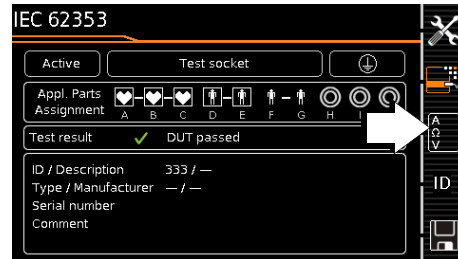 IEC 62353
Active
Test socket
Appl. Parts
Assignment
A B C D E F G H I
Test result ✓ DUT passed
A
Ω
V
ID / Description 333 / —
Type / Manufacturer — / —
Serial number
Comment
ID